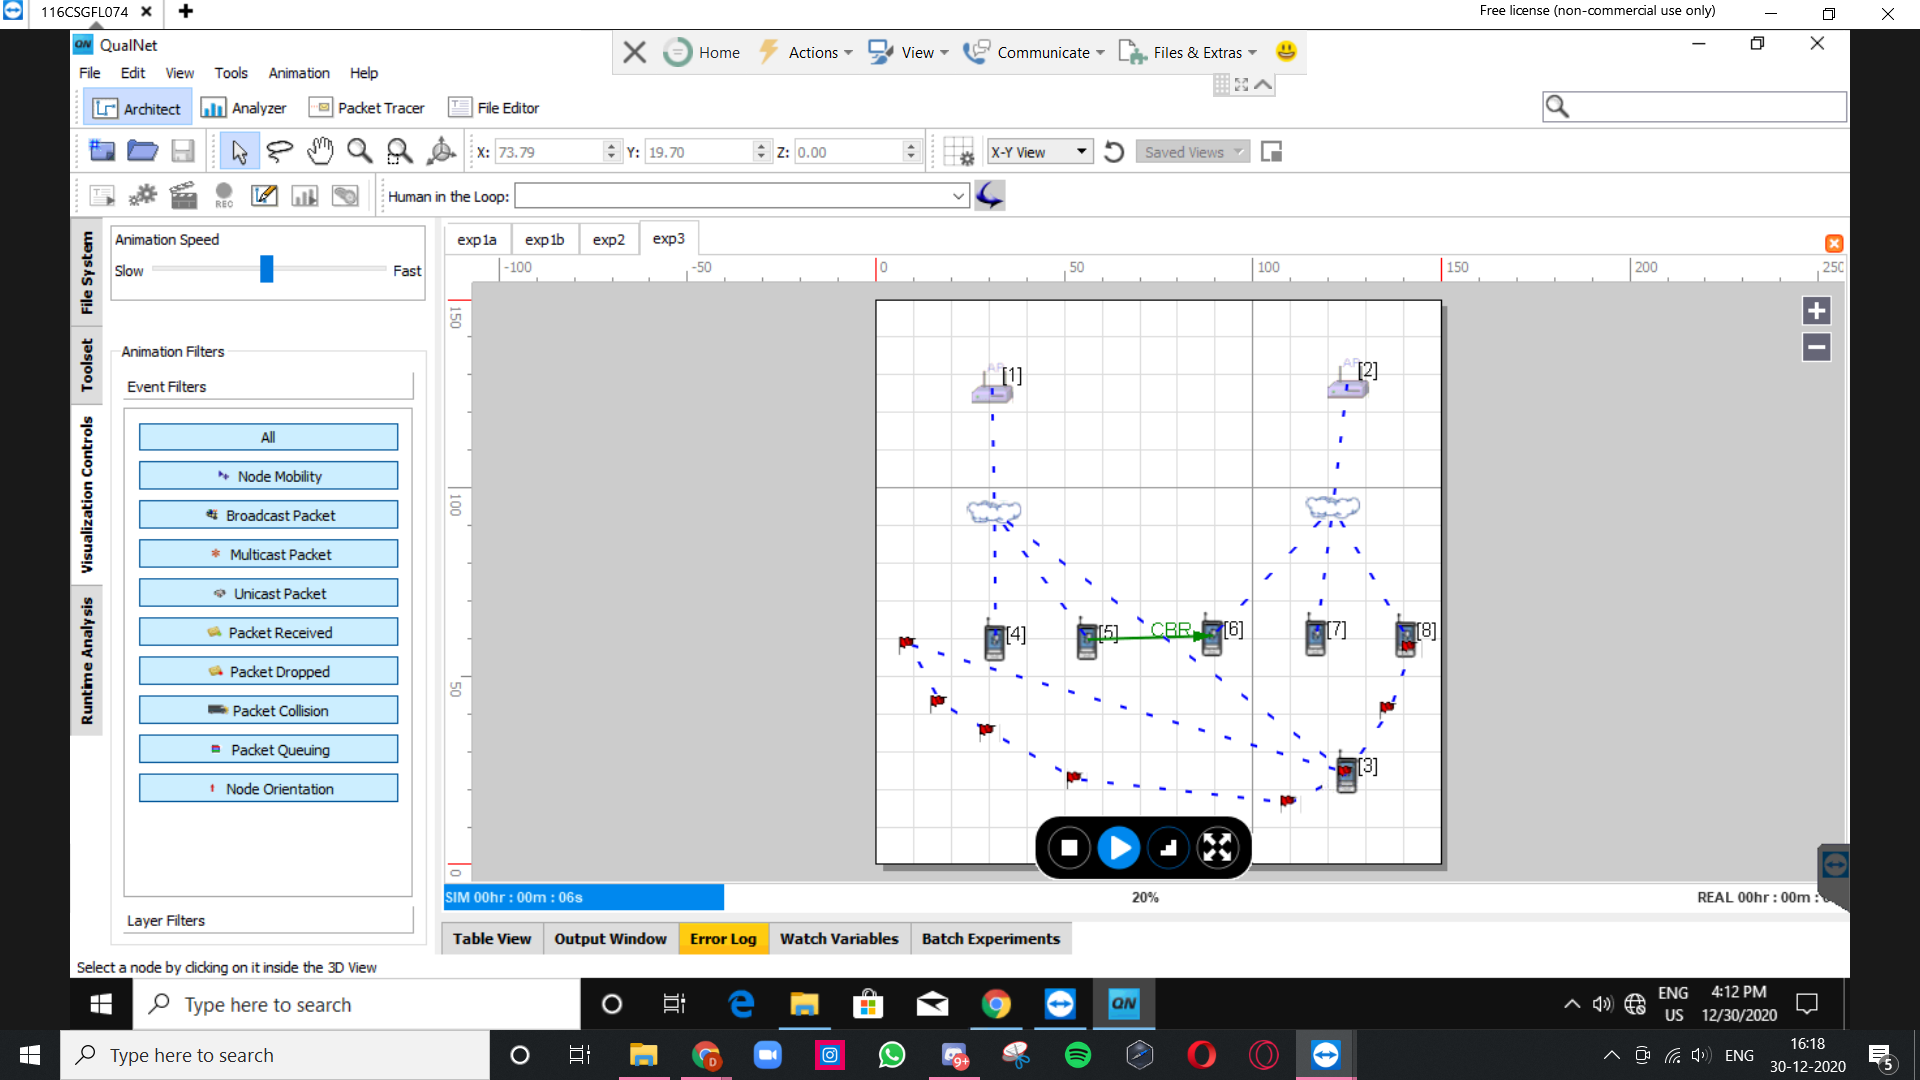 116CSGFL074
Free license (non-commercial use only)
QN QualNet
Home Actions View Communicate Files & Extras
File Edit View Tools Animation Help
Architect Analyzer Packet Tracer File Editor
X: 73.79 Y: 19.70 Z: 0.00 X-Y View Saved Views
REC Human in the Loop:
File System
Toolset
Visualization Controls
Runtime Analysis
Animation Speed
Slow Fast
Animation Filters
Event Filters
All
Node Mobility
Broadcast Packet
Multicast Packet
Unicast Packet
Packet Received
Packet Dropped
Packet Collision
Packet Queuing
Node Orientation
Layer Filters
exp1a exp1b exp2 exp3
-100 -50 0 50 100 150 200 250
150
100
50
0
AP [1]
AP [2]
[4] [5] CBR [6] [7] [8]
[3]
SIM 00hr : 00m : 06s 20% REAL 00hr : 00m :
Table View Output Window Error Log Watch Variables Batch Experiments
Select a node by clicking on it inside the 3D View
Type here to search
QN
ENG
US
4:12 PM
12/30/2020
Type here to search
D
9+
ENG
16:18
30-12-2020
5